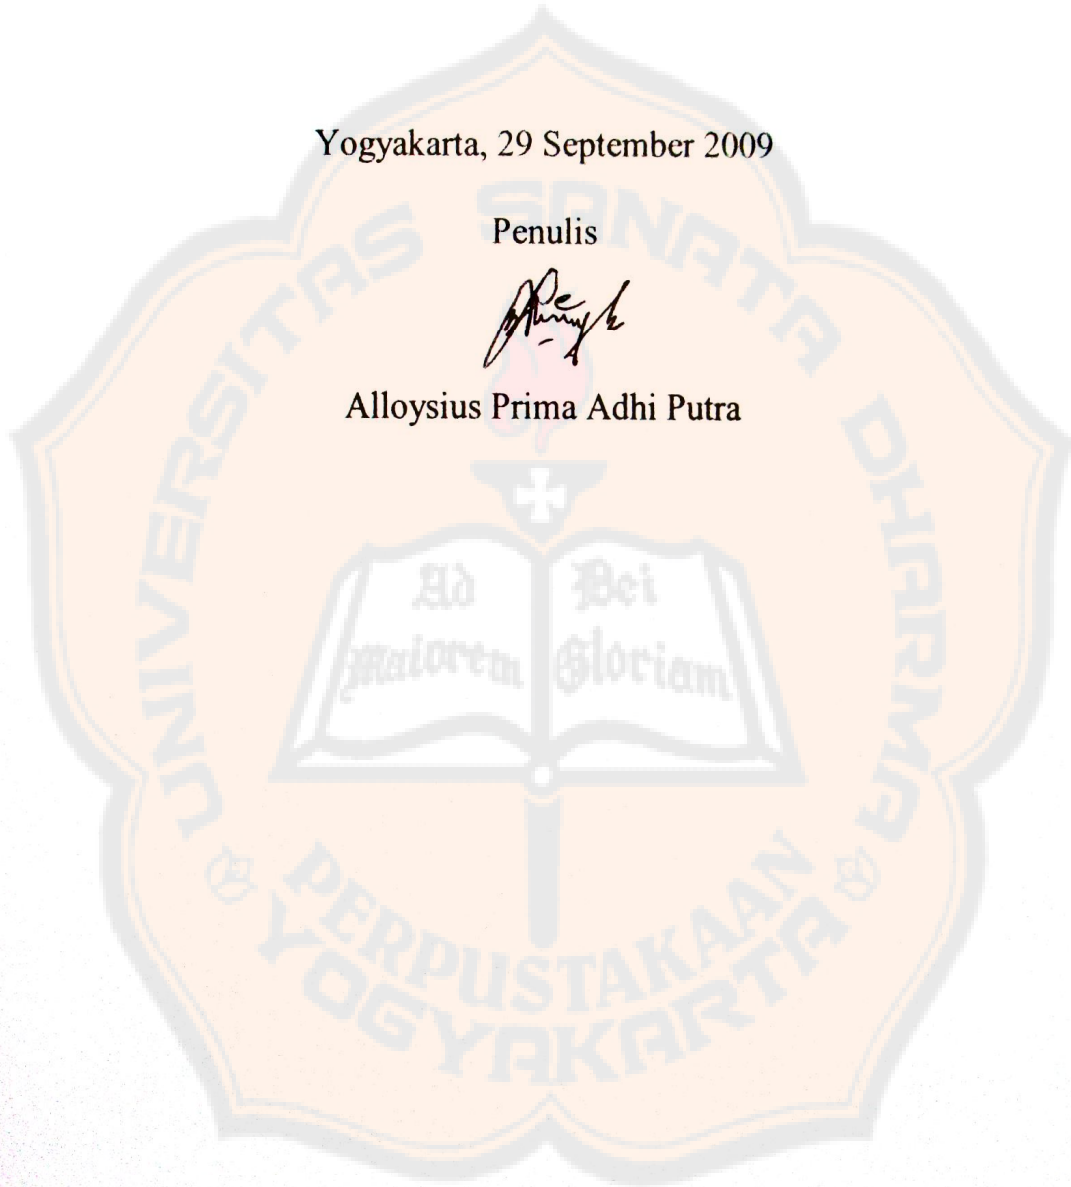 Yogyakarta, 29 September 2009
Penulis
Alloysius Prima Adhi Putra
UNIVERSITAS SANATA DHARMA
Ad Dei
Maiorem Gloriam
PERPUSTAKAAN
YOGYAKARTA